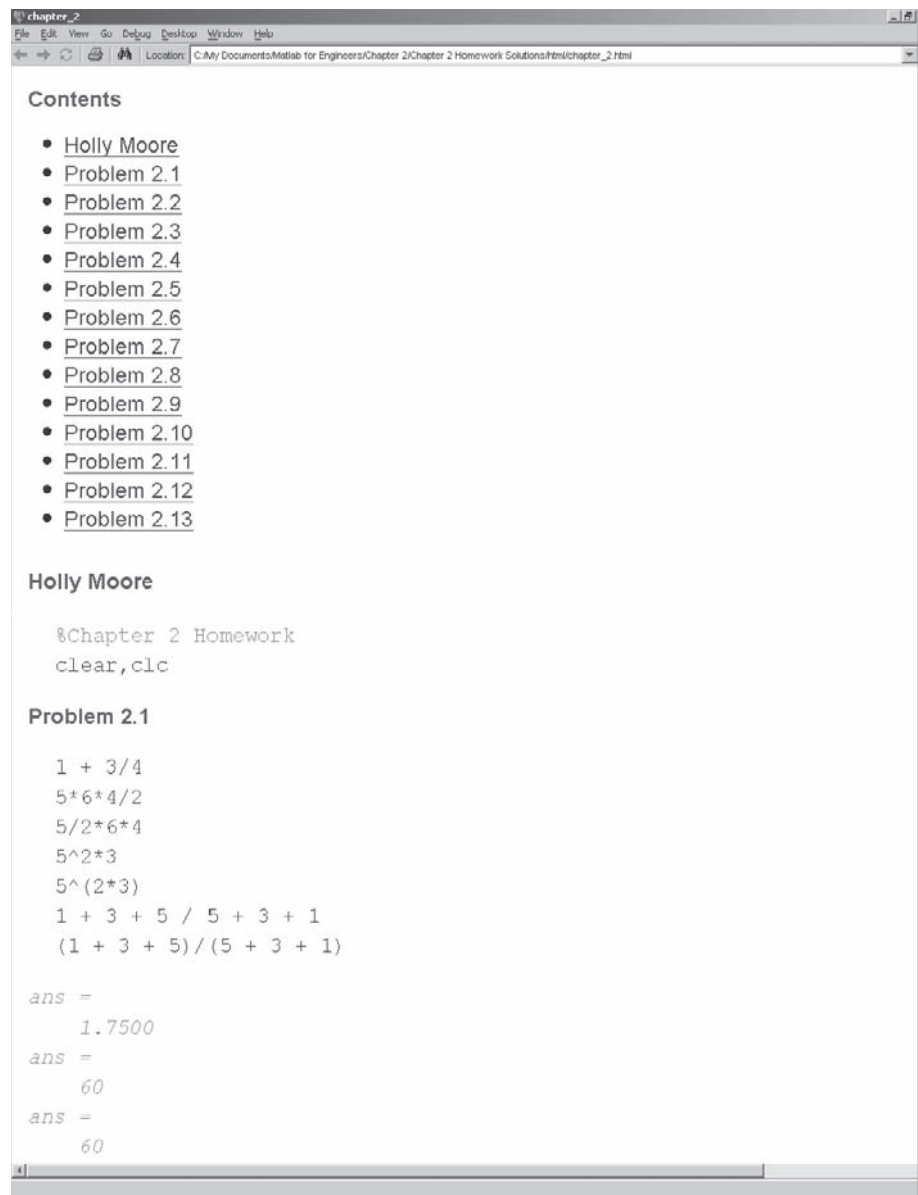 chapter_2
File Edit View Go Debug Desktop Window Help
Location: C:/My Documents/Matlab for Engineers/Chapter 2/Chapter 2 Homework Solutions/html/chapter_2.html
Contents
Holly Moore
Problem 2.1
Problem 2.2
Problem 2.3
Problem 2.4
Problem 2.5
Problem 2.6
Problem 2.7
Problem 2.8
Problem 2.9
Problem 2.10
Problem 2.11
Problem 2.12
Problem 2.13
Holly Moore
%Chapter 2 Homework
clear,clc
Problem 2.1
1 + 3/4
5*6*4/2
5/2*6*4
5^2*3
5^(2*3)
1 + 3 + 5 / 5 + 3 + 1
(1 + 3 + 5)/(5 + 3 + 1)
ans =
1.7500
ans =
60
ans =
60